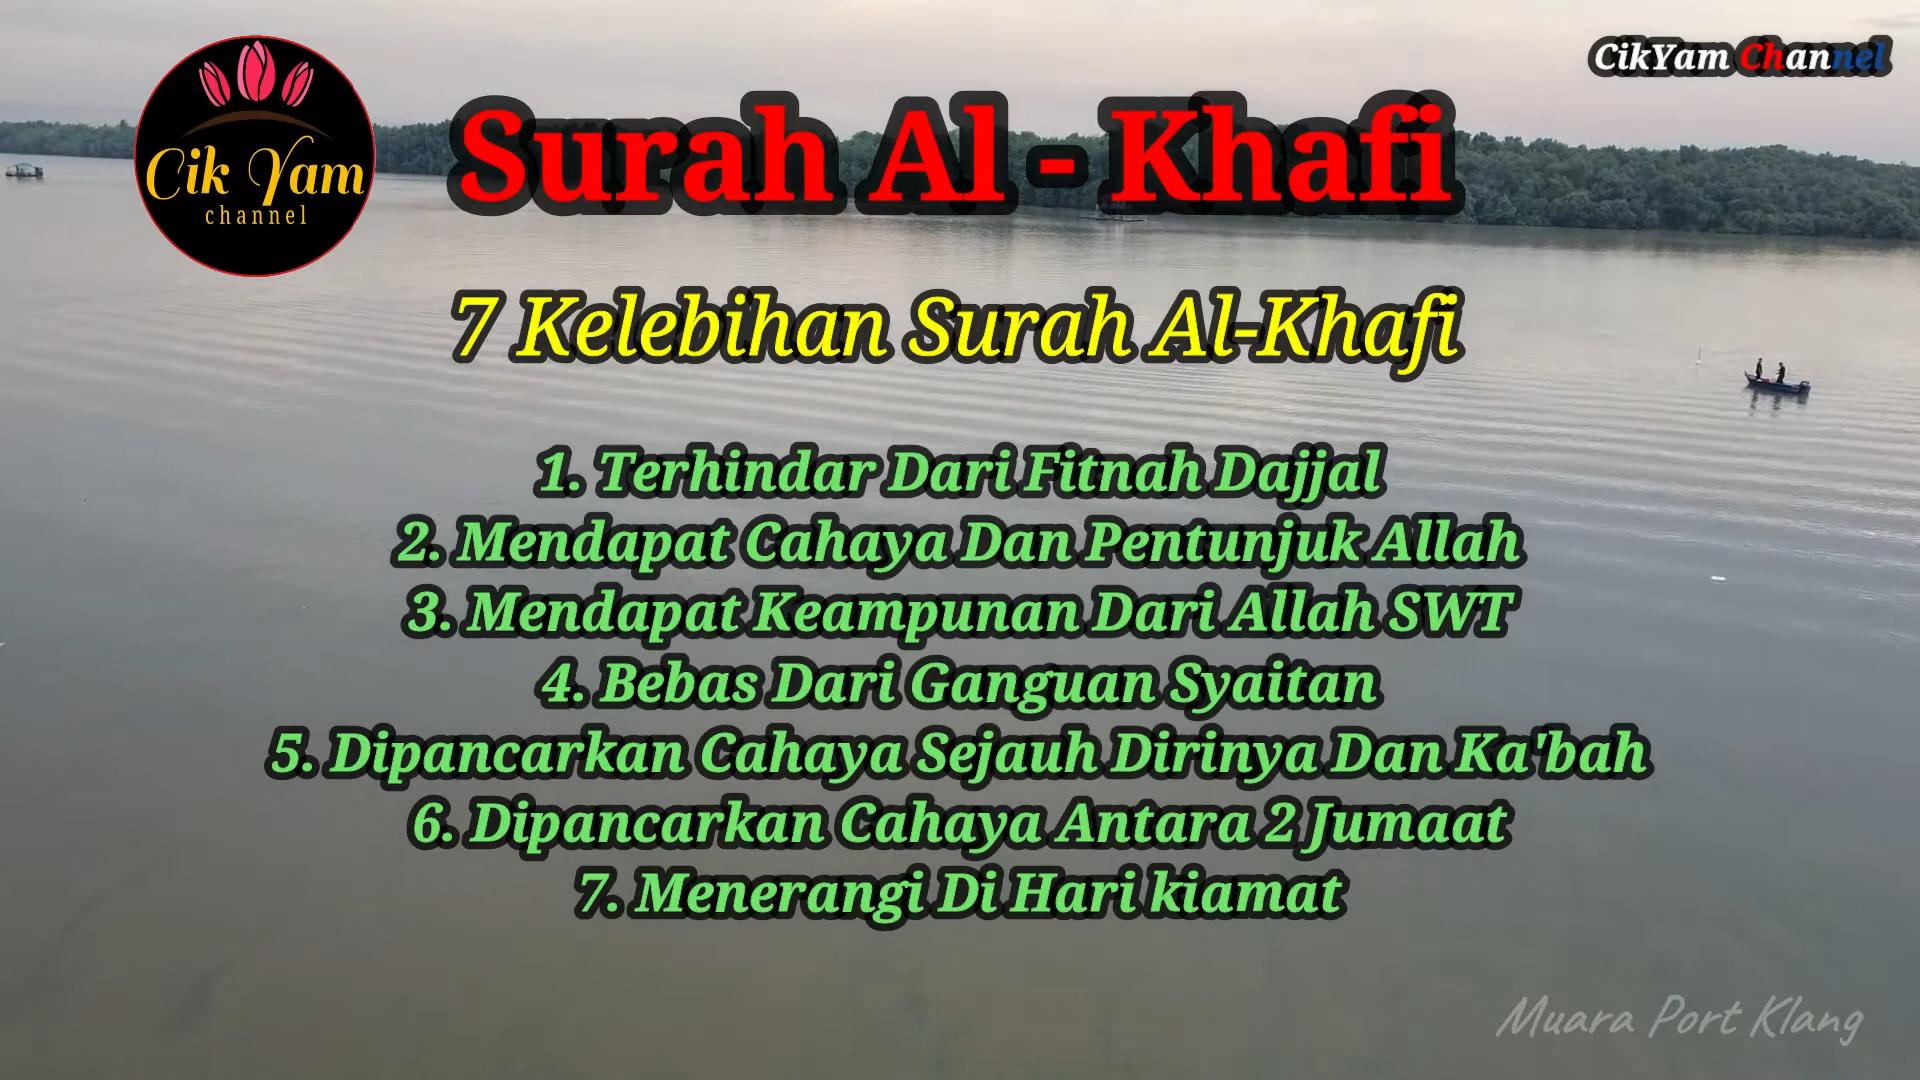 CikYam Channel
Cik Yam
channel
Surah Al - Khafi
7 Kelebihan Surah Al-Khafi
1. Terhindar Dari Fitnah Dajjal
2. Mendapat Cahaya Dan Pentunjuk Allah
3. Mendapat Keampunan Dari Allah SWT
4. Bebas Dari Ganguan Syaitan
5. Dipancarkan Cahaya Sejauh Dirinya Dan Ka'bah
6. Dipancarkan Cahaya Antara 2 Jumaat
7. Menerangi Di Hari kiamat
Muara Port Klang